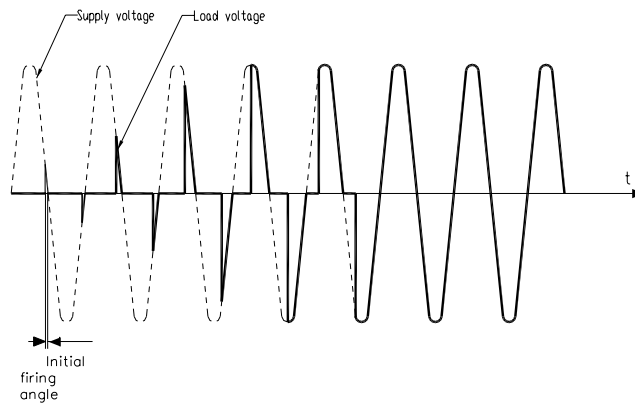 Supply voltage
Load voltage
t
Initial
firing
angle